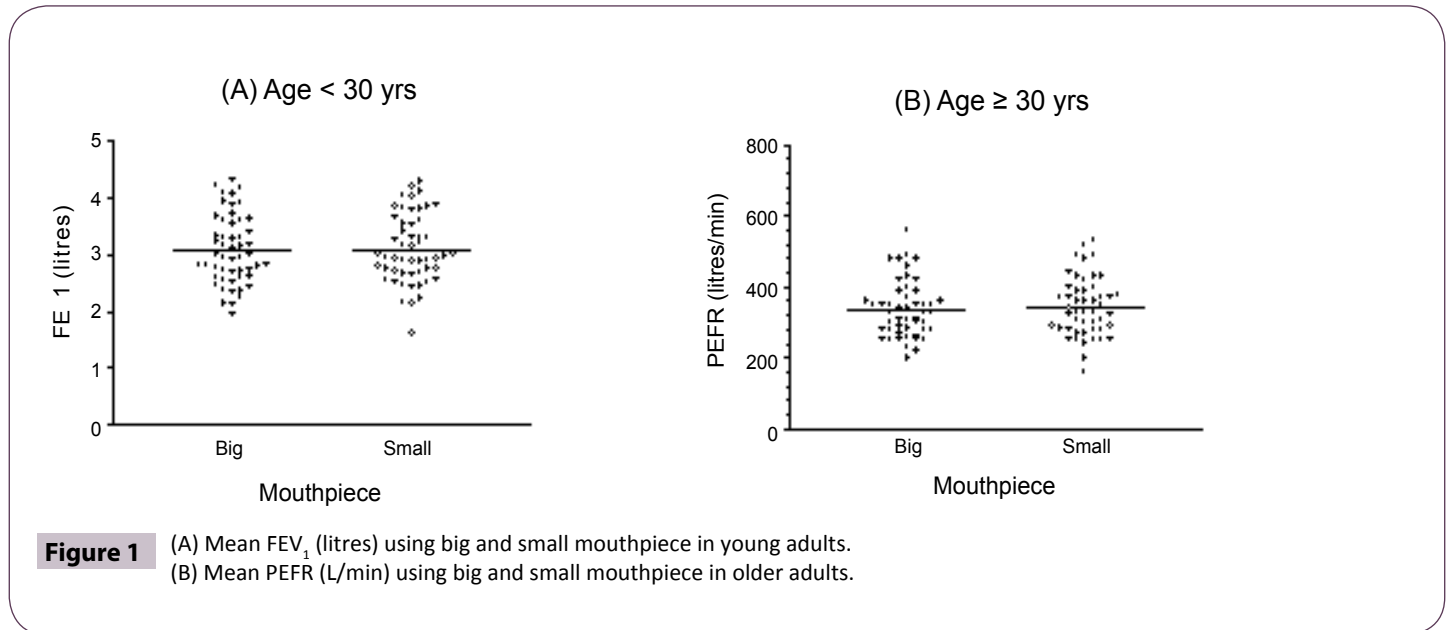 (A) Age < 30 yrs
5
4
3
2
1
0
FE 1 (litres)
Big
Small
Mouthpiece
(B) Age ≥ 30 yrs
800
600
400
200
0
PEFR (litres/min)
Big
Small
Mouthpiece
Figure 1
(A) Mean FEV₁ (litres) using big and small mouthpiece in young adults.
(B) Mean PEFR (L/min) using big and small mouthpiece in older adults.